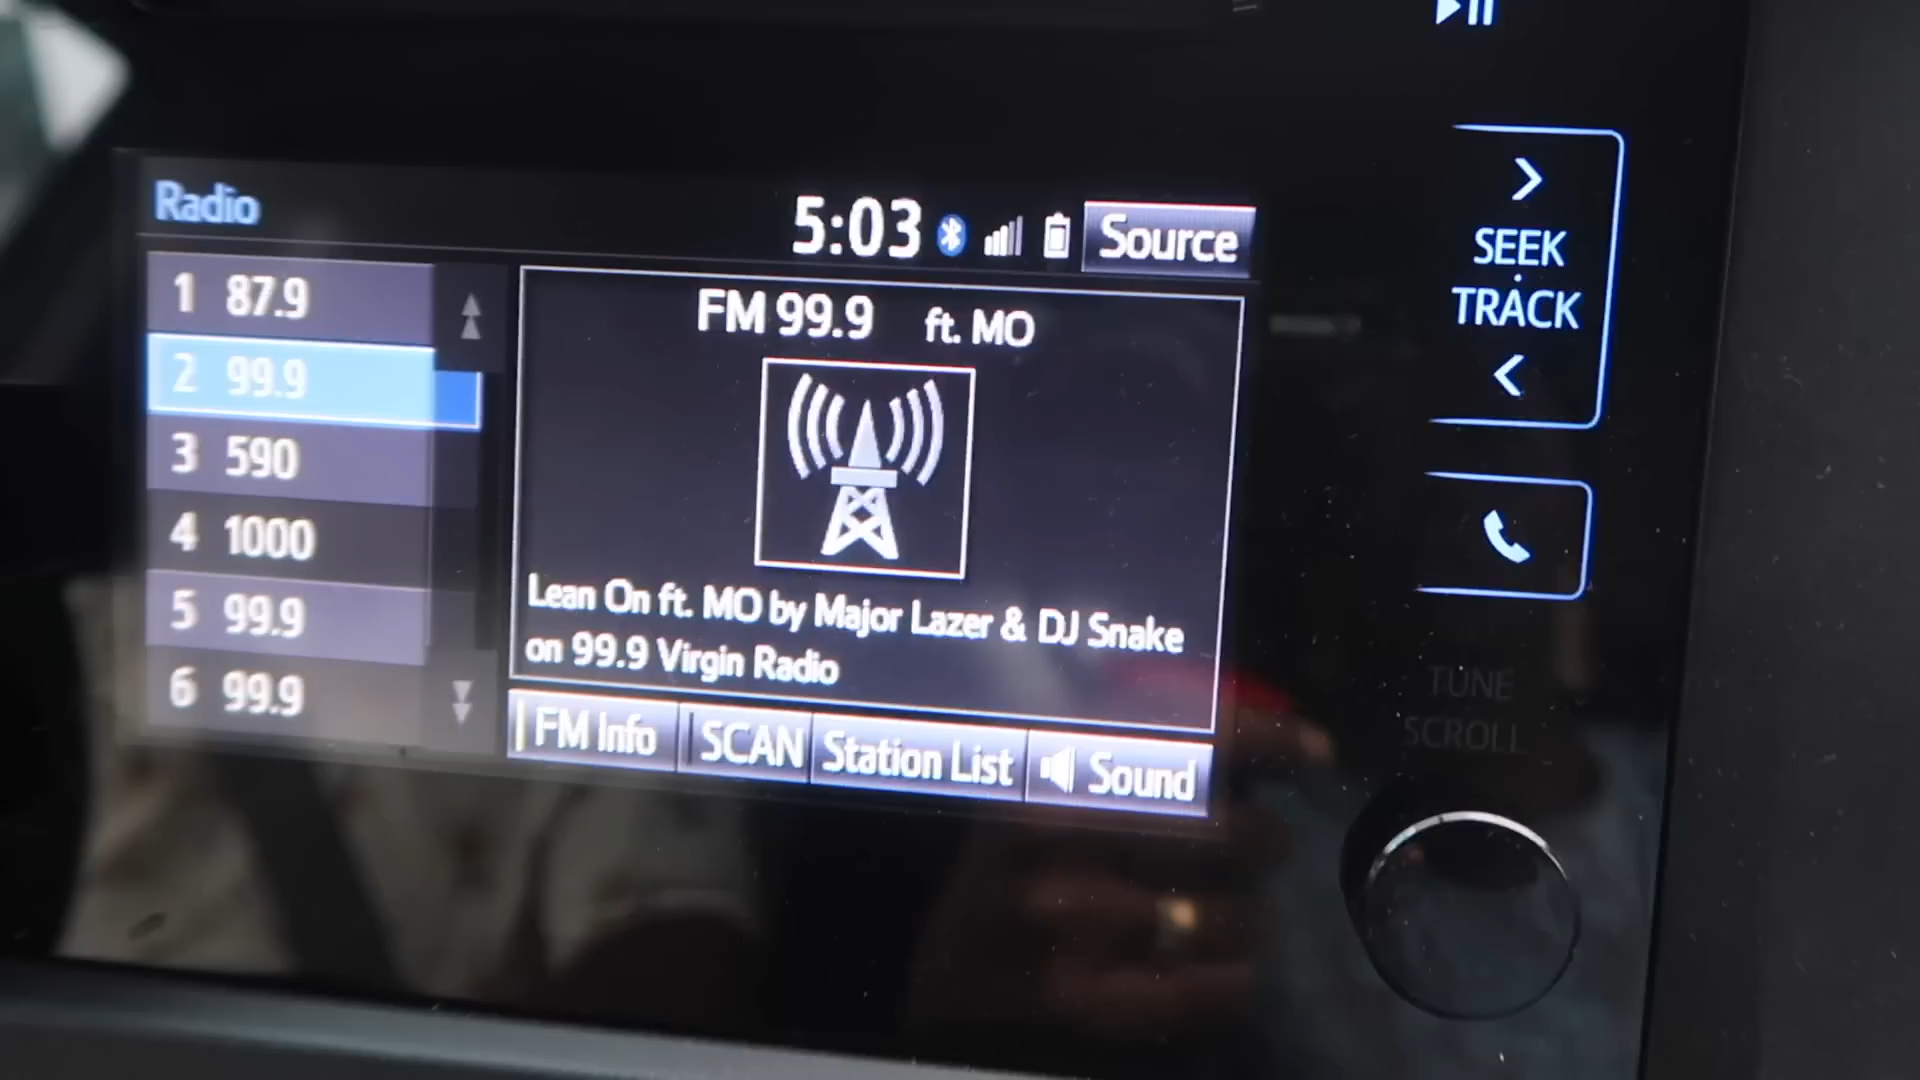 Radio
5:03
Source
1 87.9
2 99.9
3 590
4 1000
5 99.9
6 99.9
FM 99.9 ft. MO
Lean On ft. MO by Major Lazer & DJ Snake
on 99.9 Virgin Radio
FM Info
SCAN
Station List
Sound
SEEK
TRACK
TUNE
SCROLL